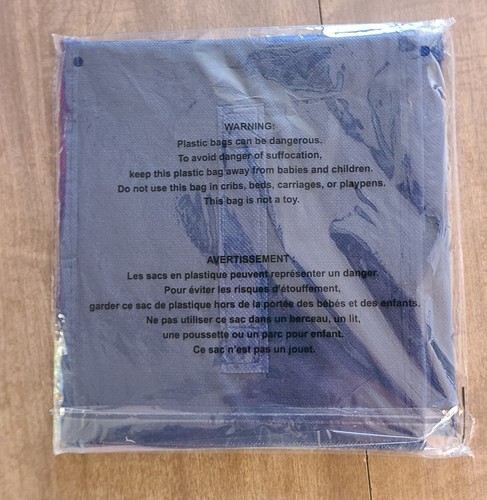 WARNING:
Plastic bags can be dangerous.
To avoid danger of suffocation,
keep this plastic bag away from babies and children.
Do not use this bag in cribs, beds, carriages, or playpens.
This bag is not a toy.
AVERTISSEMENT :
Les sacs en plastique peuvent représenter un danger.
Pour éviter les risques d'étouffement,
garder ce sac de plastique hors de la portée des bébés et des enfants.
Ne pas utiliser ce sac dans un berceau, un lit,
une poussette ou un parc pour enfant.
Ce sac n'est pas un jouet.